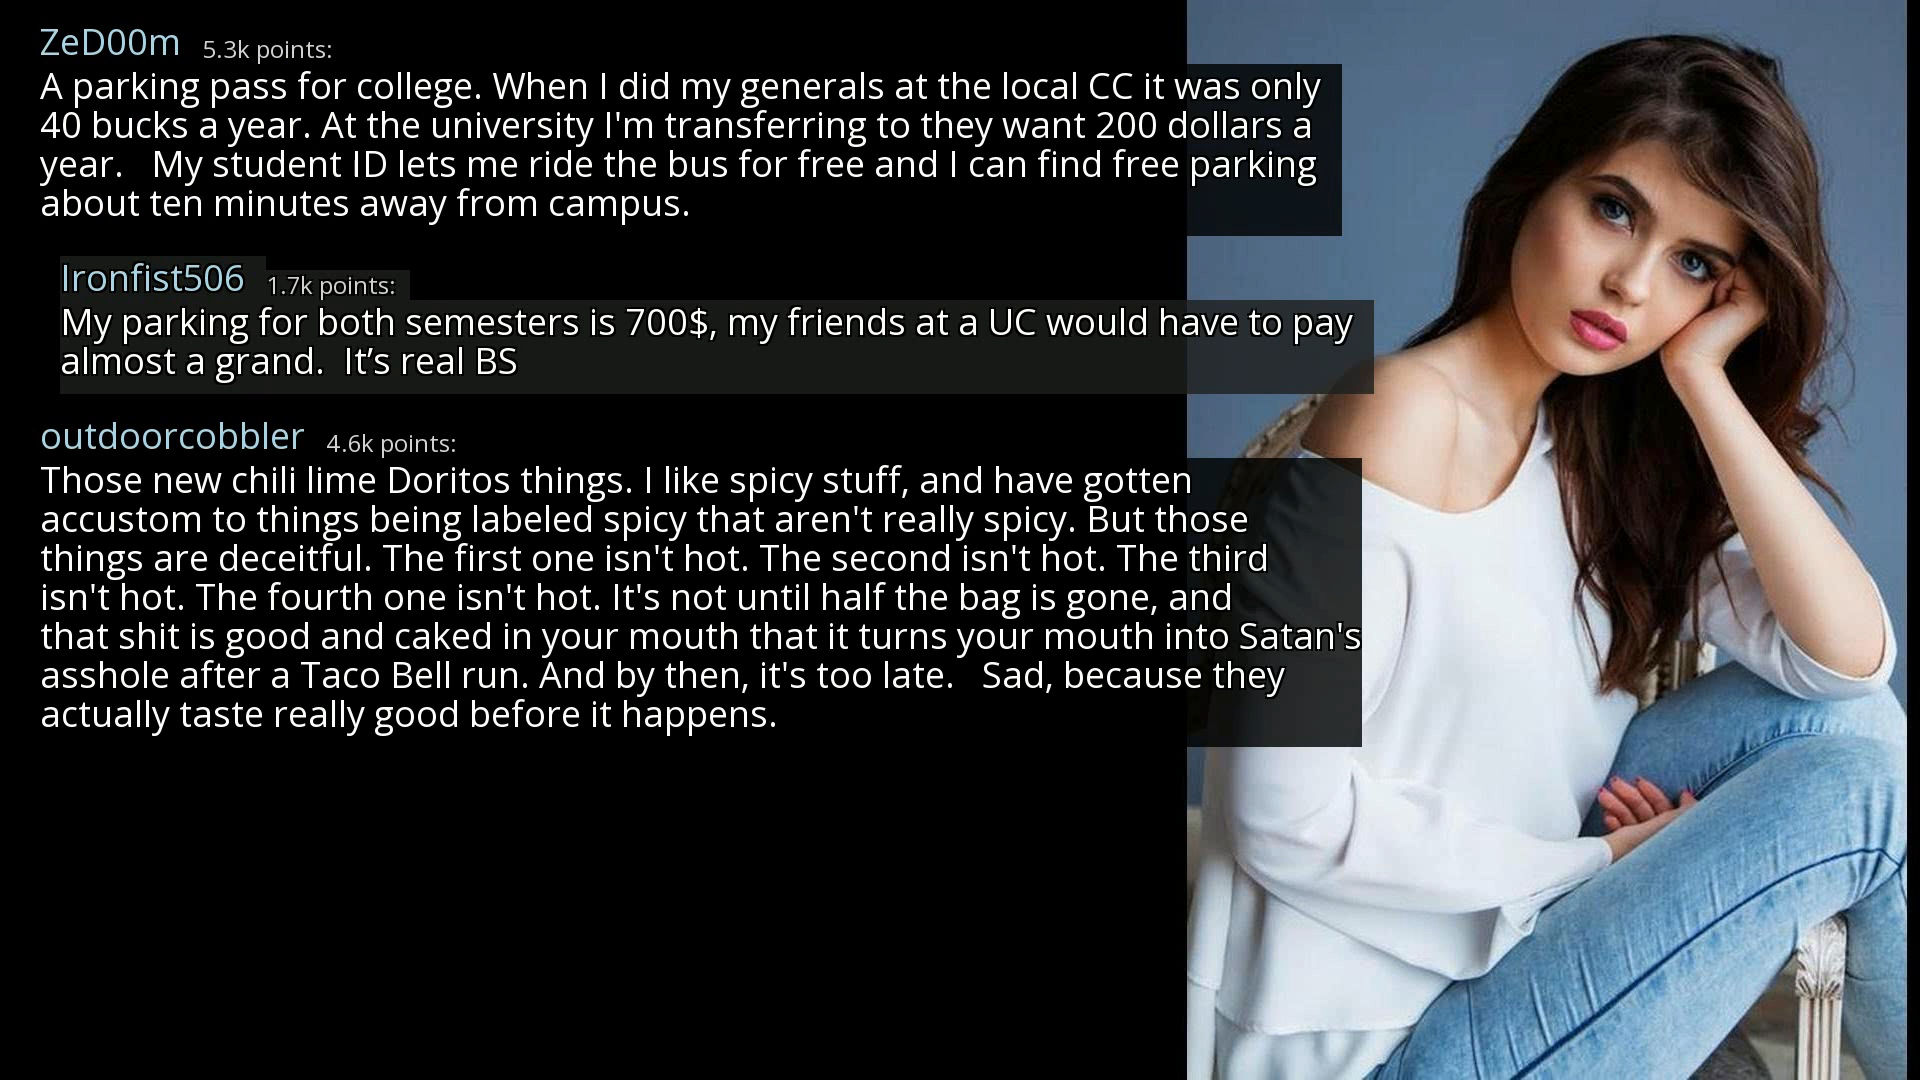 ZeD00m 5.3k points:
A parking pass for college. When I did my generals at the local CC it was only
40 bucks a year. At the university I'm transferring to they want 200 dollars a
year.   My student ID lets me ride the bus for free and I can find free parking
about ten minutes away from campus.
Ironfist506 1.7k points:
My parking for both semesters is 700$, my friends at a UC would have to pay
almost a grand.  It’s real BS
outdoorcobbler 4.6k points:
Those new chili lime Doritos things. I like spicy stuff, and have gotten
accustom to things being labeled spicy that aren't really spicy. But those
things are deceitful. The first one isn't hot. The second isn't hot. The third
isn't hot. The fourth one isn't hot. It's not until half the bag is gone, and
that shit is good and caked in your mouth that it turns your mouth into Satan's
asshole after a Taco Bell run. And by then, it's too late.   Sad, because they
actually taste really good before it happens.